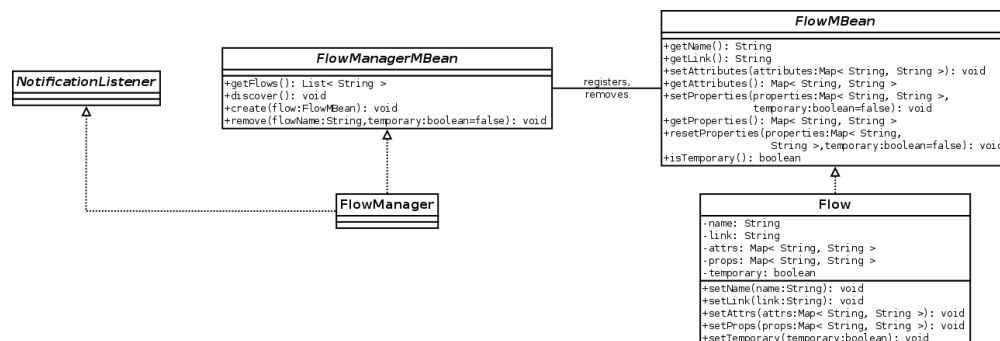 NotificationListener
FlowManagerMBean
+getFlows(): List< String >
+discover(): void
+create(flow:FlowMBean): void
+remove(flowName:String,temporary:boolean=false): void
registers,
removes
FlowMBean
+getName(): String
+getLink(): String
+setAttributes(attributes:Map< String, String >): void
+getAttributes(): Map< String, String >
+setProperties(properties:Map< String, String >,
temporary:boolean=false): void
+getProperties(): Map< String, String >
+resetProperties(properties:Map< String,
String >,temporary:boolean=false): void
+isTemporary(): boolean
FlowManager
Flow
-name: String
-link: String
-attrs: Map< String, String >
-props: Map< String, String >
-temporary: boolean
+setName(name:String): void
+setLink(link:String): void
+setAttrs(attrs:Map< String, String >): void
+setProps(props:Map< String, String >): void
+setTemporary(temporary:boolean): void